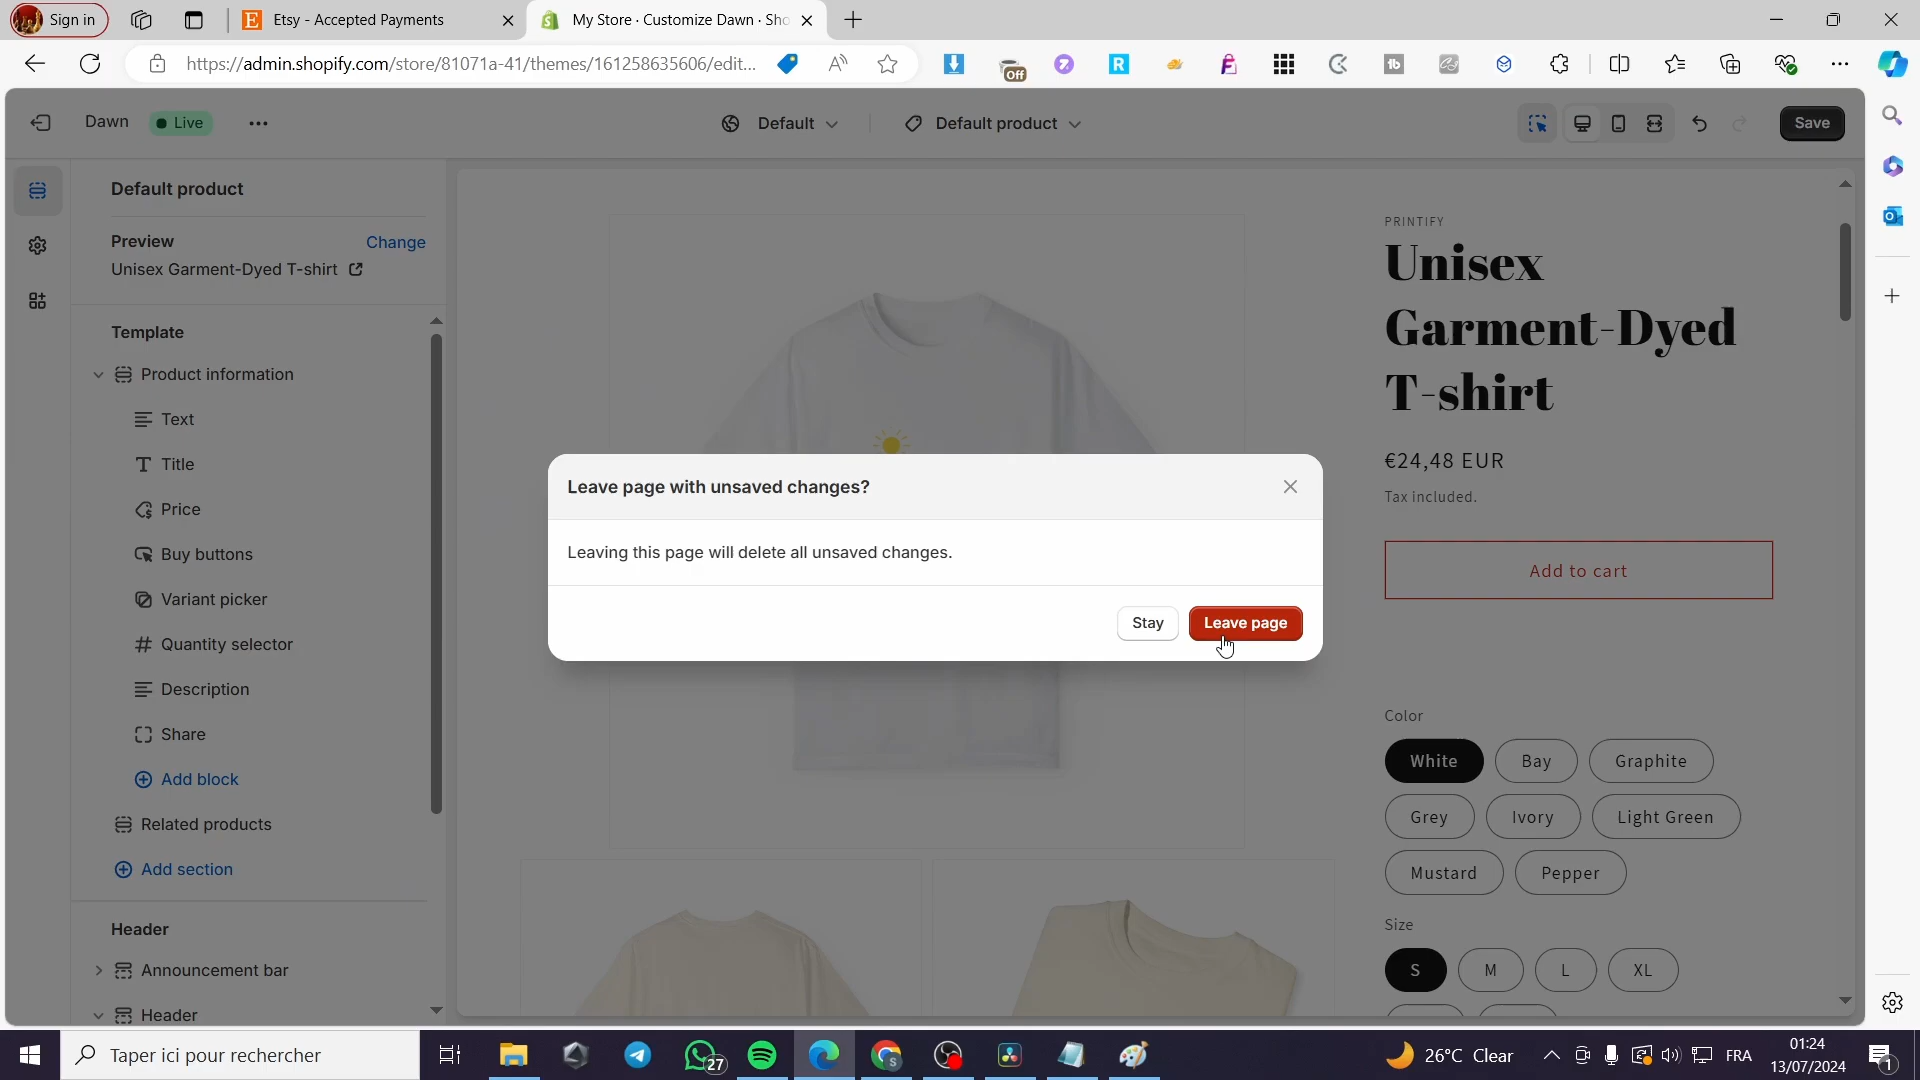 Sign in
Etsy - Accepted Payments
My Store · Customize Dawn · Sho
https://admin.shopify.com/store/81071a-41/themes/161258635606/edit...
Off
Dawn
Live
Default
Default product
Save
Default product
Preview
Change
Unisex Garment-Dyed T-shirt
Template
Product information
Text
Title
Price
Buy buttons
Variant picker
Quantity selector
Description
Share
Add block
Related products
Add section
Header
Announcement bar
Header
Leave page with unsaved changes?
Leaving this page will delete all unsaved changes.
Stay
Leave page
PRINTIFY
Unisex
Garment-Dyed
T-shirt
€24,48 EUR
Tax included.
Add to cart
Color
White
Bay
Graphite
Grey
Ivory
Light Green
Mustard
Pepper
Size
S
M
L
XL
Taper ici pour rechercher
27
26°C Clear
FRA
01:24
13/07/2024
1